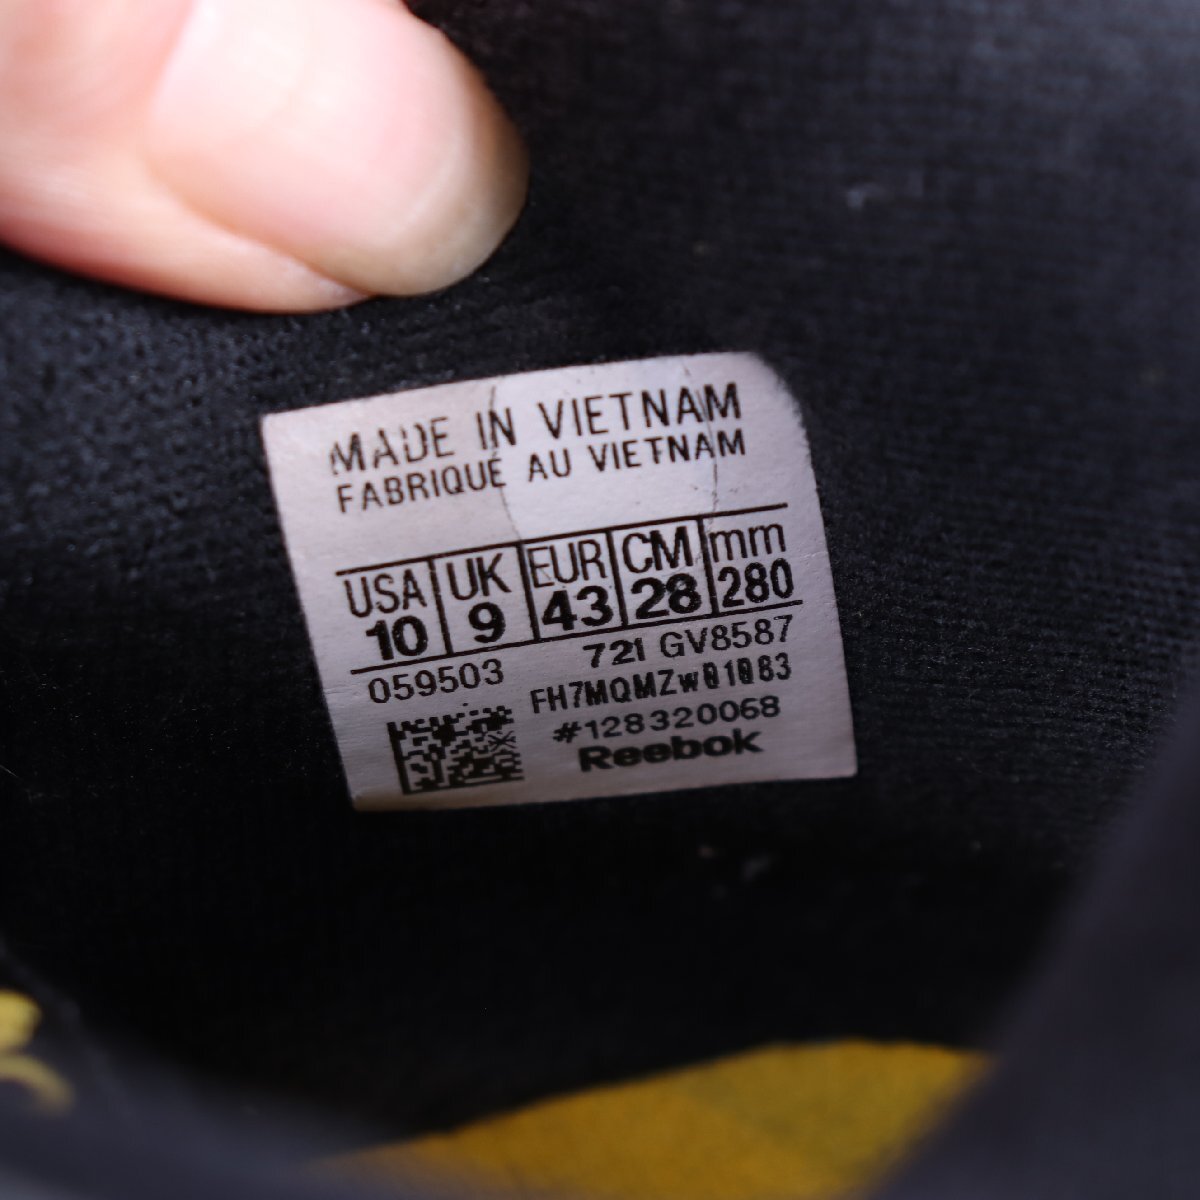 MADE IN VIETNAM
FABRIQUÉ AU VIETNAM
USA UK EUR CM mm
10 9 43 28 280
059503 721 GV8587
FH7MQMZw01083
#128320068
Reebok